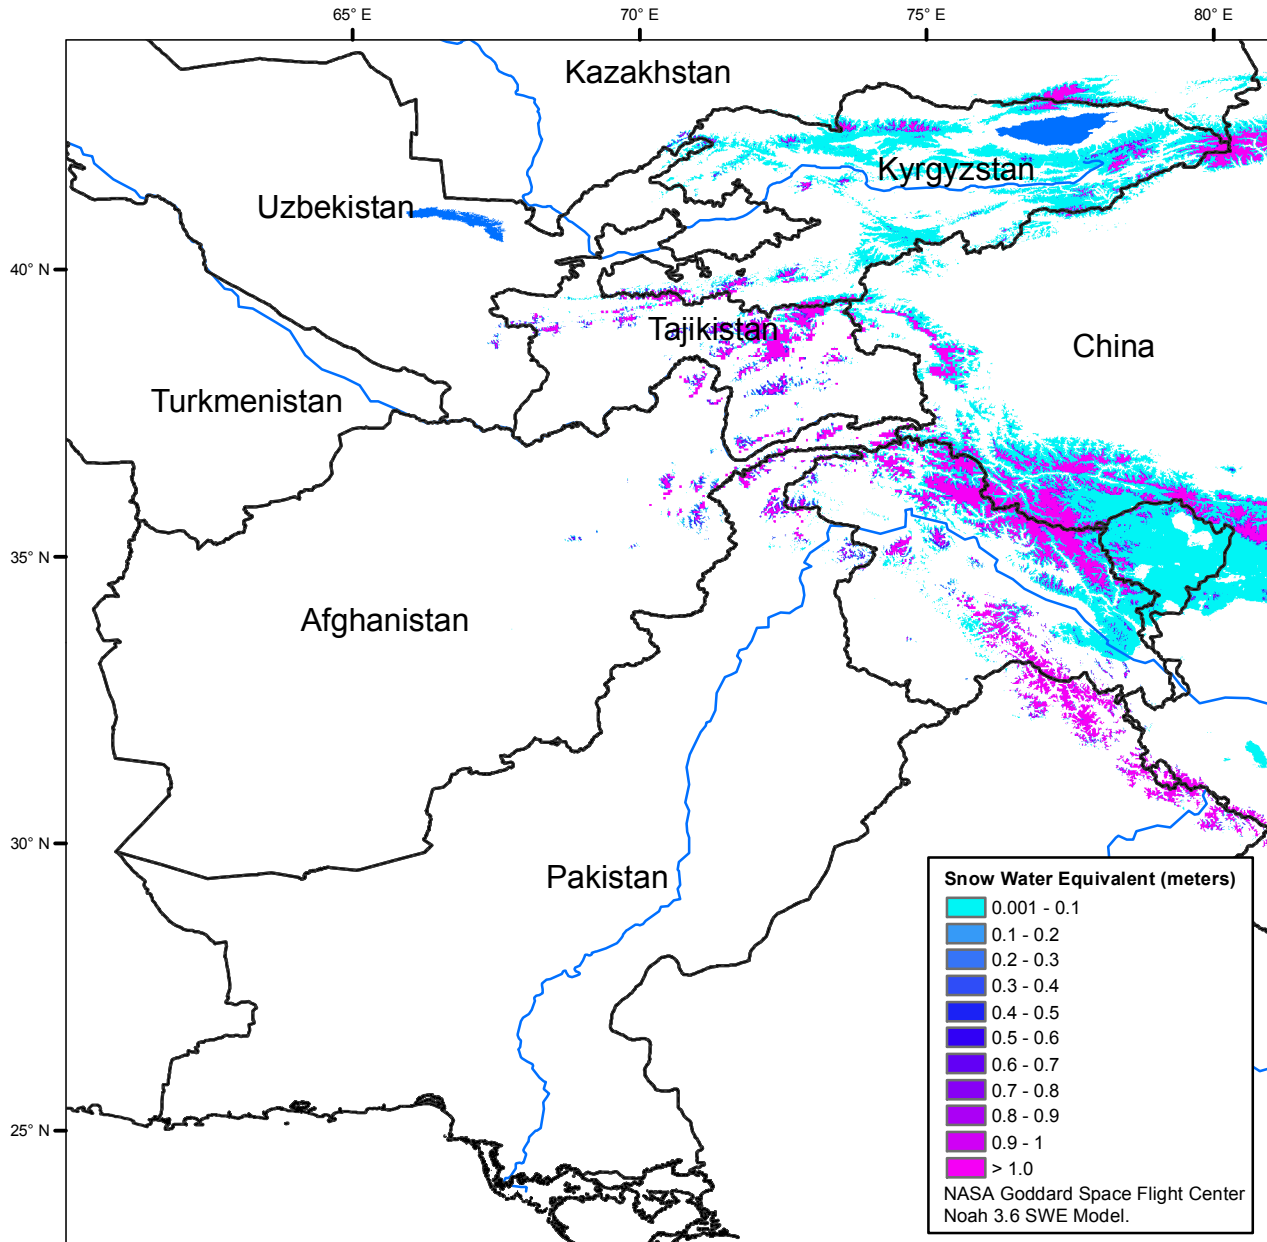 65° E
70° E
75° E
80° E
Kazakhstan
Kyrgyzstan
Uzbekistan
40° N
Tajikistan
China
Turkmenistan
35° N
Afghanistan
30° N
Pakistan
25° N
Snow Water Equivalent (meters)
0.001 - 0.1
0.1 - 0.2
0.2 - 0.3
0.3 - 0.4
0.4 - 0.5
0.5 - 0.6
0.6 - 0.7
0.7 - 0.8
0.8 - 0.9
0.9 - 1
> 1.0
NASA Goddard Space Flight Center
Noah 3.6 SWE Model.